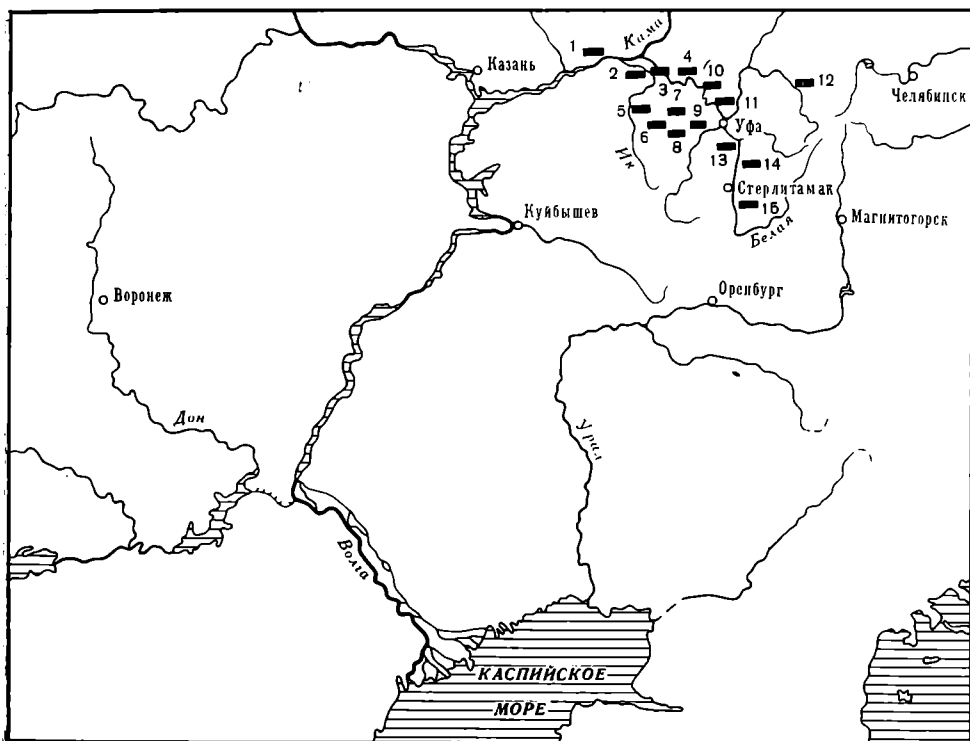 Кама
1
Казань
2
3
4
10
12
Челябинск
5
7
11
6
8
9
Уфа
Ик
13
14
Стерлитамак
15
Белая
Магнитогорск
Куйбышев
Воронеж
Оренбург
Дон
Урал
Волга
КАСПИЙСКОЕ
МОРЕ